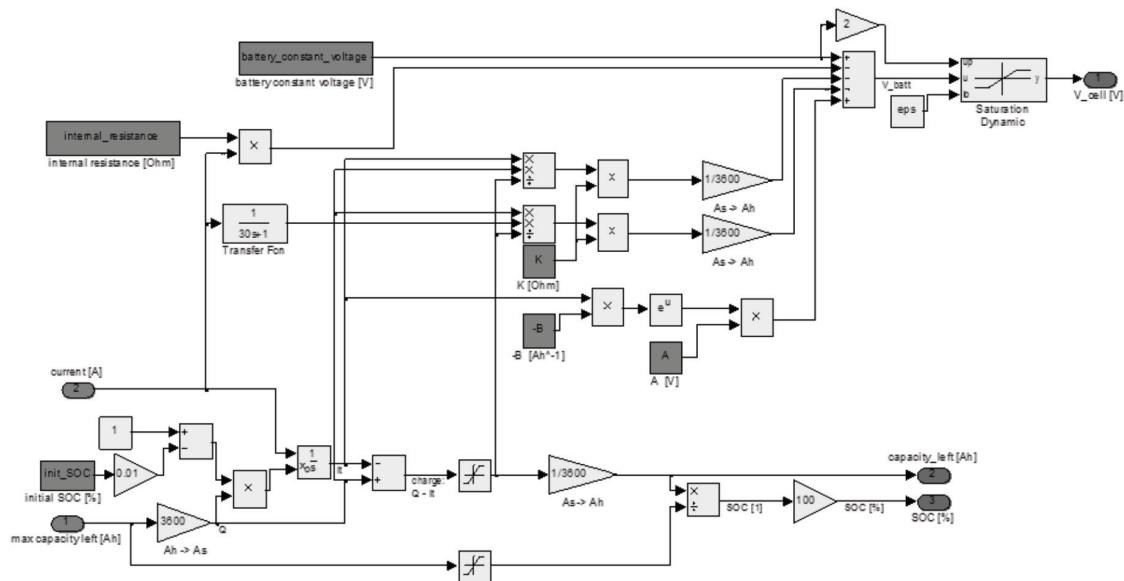 2
battery_constant_voltage
battery constant voltage [V]
+
-
-
-
+
V_batt
up
u
lo
y
Saturation
Dynamic
1
V_cell [V]
eps
internal_resistance
internal resistance [Ohm]
×
×
×
÷
x
1/3600
As -> Ah
1
30s+1
Transfer Fcn
×
×
÷
x
1/3600
As -> Ah
K
K [Ohm]
×
e^u
×
-B
-B [Ah^-1]
A
A [V]
current [A]
2
1
+
-
init_SOC
initial SOC [%]
0.01
×
1
s
xo
It
-
+
charge:
Q - It
1/3600
As-> Ah
capacity_left [Ah]
2
×
÷
SOC [1]
100
SOC [%]
3
SOC [%]
1
max capacity left [Ah]
3600
Ah -> As
Q